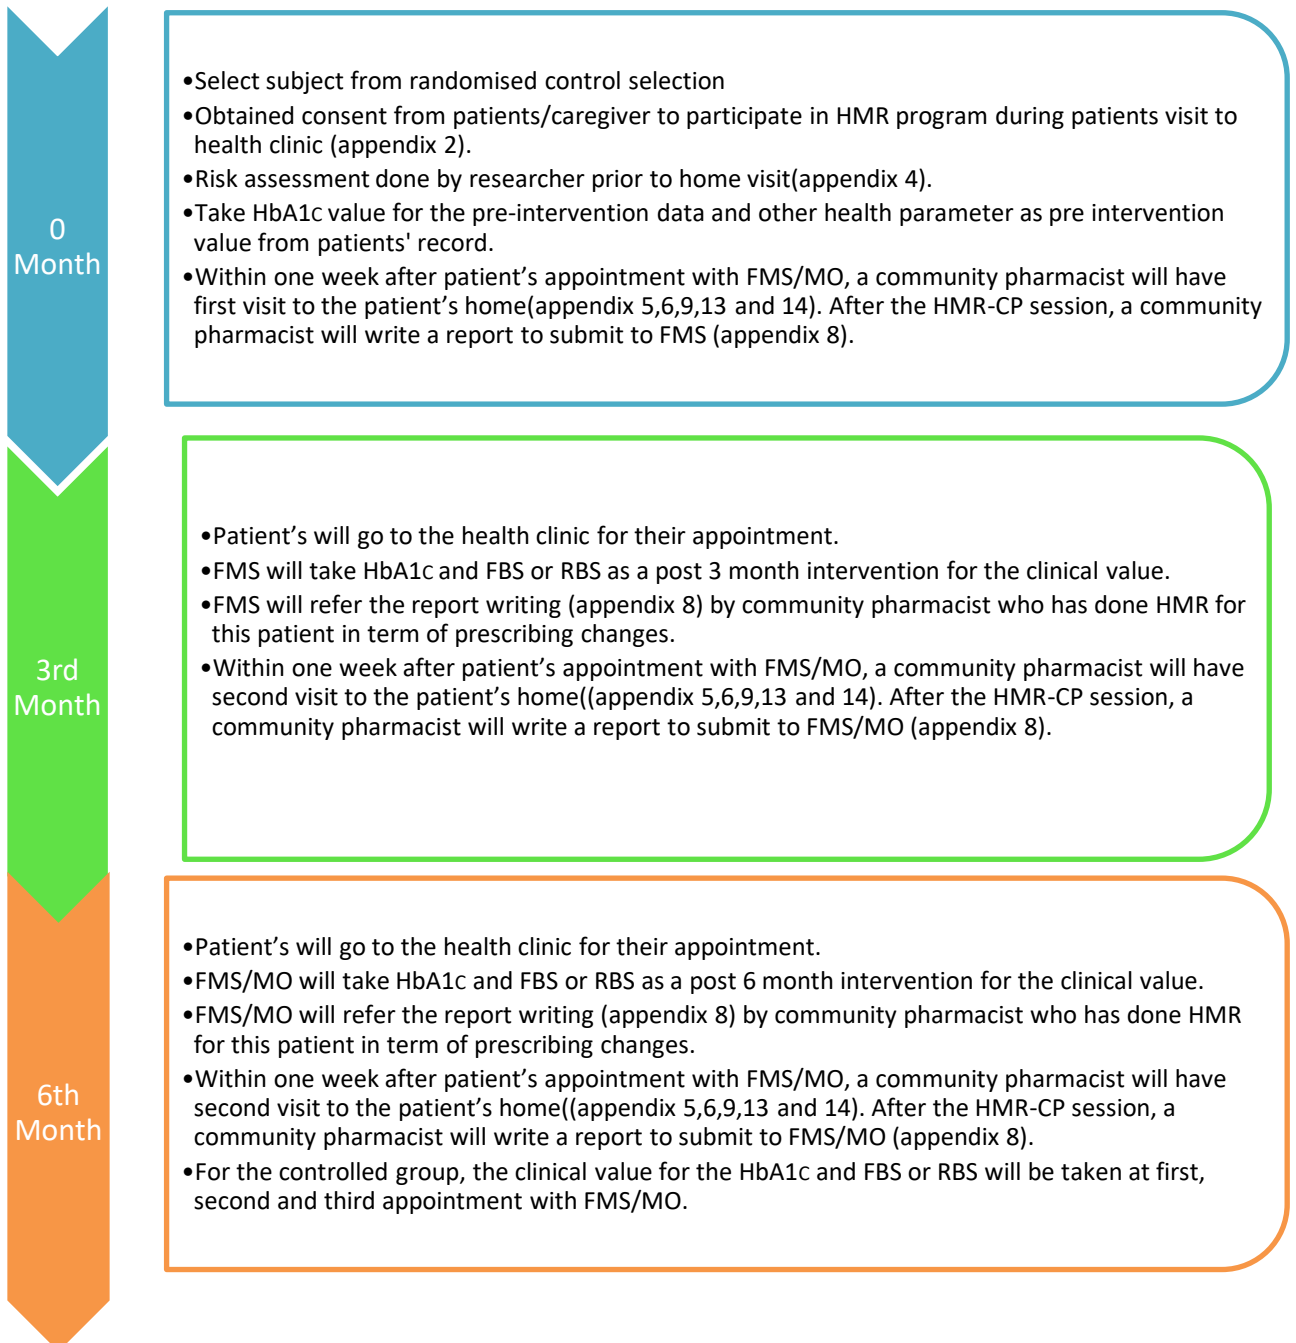 0
Month
•Select subject from randomised control selection
•Obtained consent from patients/caregiver to participate in HMR program during patients visit to
health clinic (appendix 2).
•Risk assessment done by researcher prior to home visit(appendix 4).
•Take HbA1c value for the pre-intervention data and other health parameter as pre intervention
value from patients' record.
•Within one week after patient’s appointment with FMS/MO, a community pharmacist will have
first visit to the patient’s home(appendix 5,6,9,13 and 14). After the HMR-CP session, a community
pharmacist will write a report to submit to FMS (appendix 8).
3rd
Month
•Patient’s will go to the health clinic for their appointment.
•FMS will take HbA1c and FBS or RBS as a post 3 month intervention for the clinical value.
•FMS will refer the report writing (appendix 8) by community pharmacist who has done HMR for
this patient in term of prescribing changes.
•Within one week after patient’s appointment with FMS/MO, a community pharmacist will have
second visit to the patient’s home((appendix 5,6,9,13 and 14). After the HMR-CP session, a
community pharmacist will write a report to submit to FMS/MO (appendix 8).
6th
Month
•Patient’s will go to the health clinic for their appointment.
•FMS/MO will take HbA1c and FBS or RBS as a post 6 month intervention for the clinical value.
•FMS/MO will refer the report writing (appendix 8) by community pharmacist who has done HMR
for this patient in term of prescribing changes.
•Within one week after patient’s appointment with FMS/MO, a community pharmacist will have
second visit to the patient’s home((appendix 5,6,9,13 and 14). After the HMR-CP session, a
community pharmacist will write a report to submit to FMS/MO (appendix 8).
•For the controlled group, the clinical value for the HbA1c and FBS or RBS will be taken at first,
second and third appointment with FMS/MO.